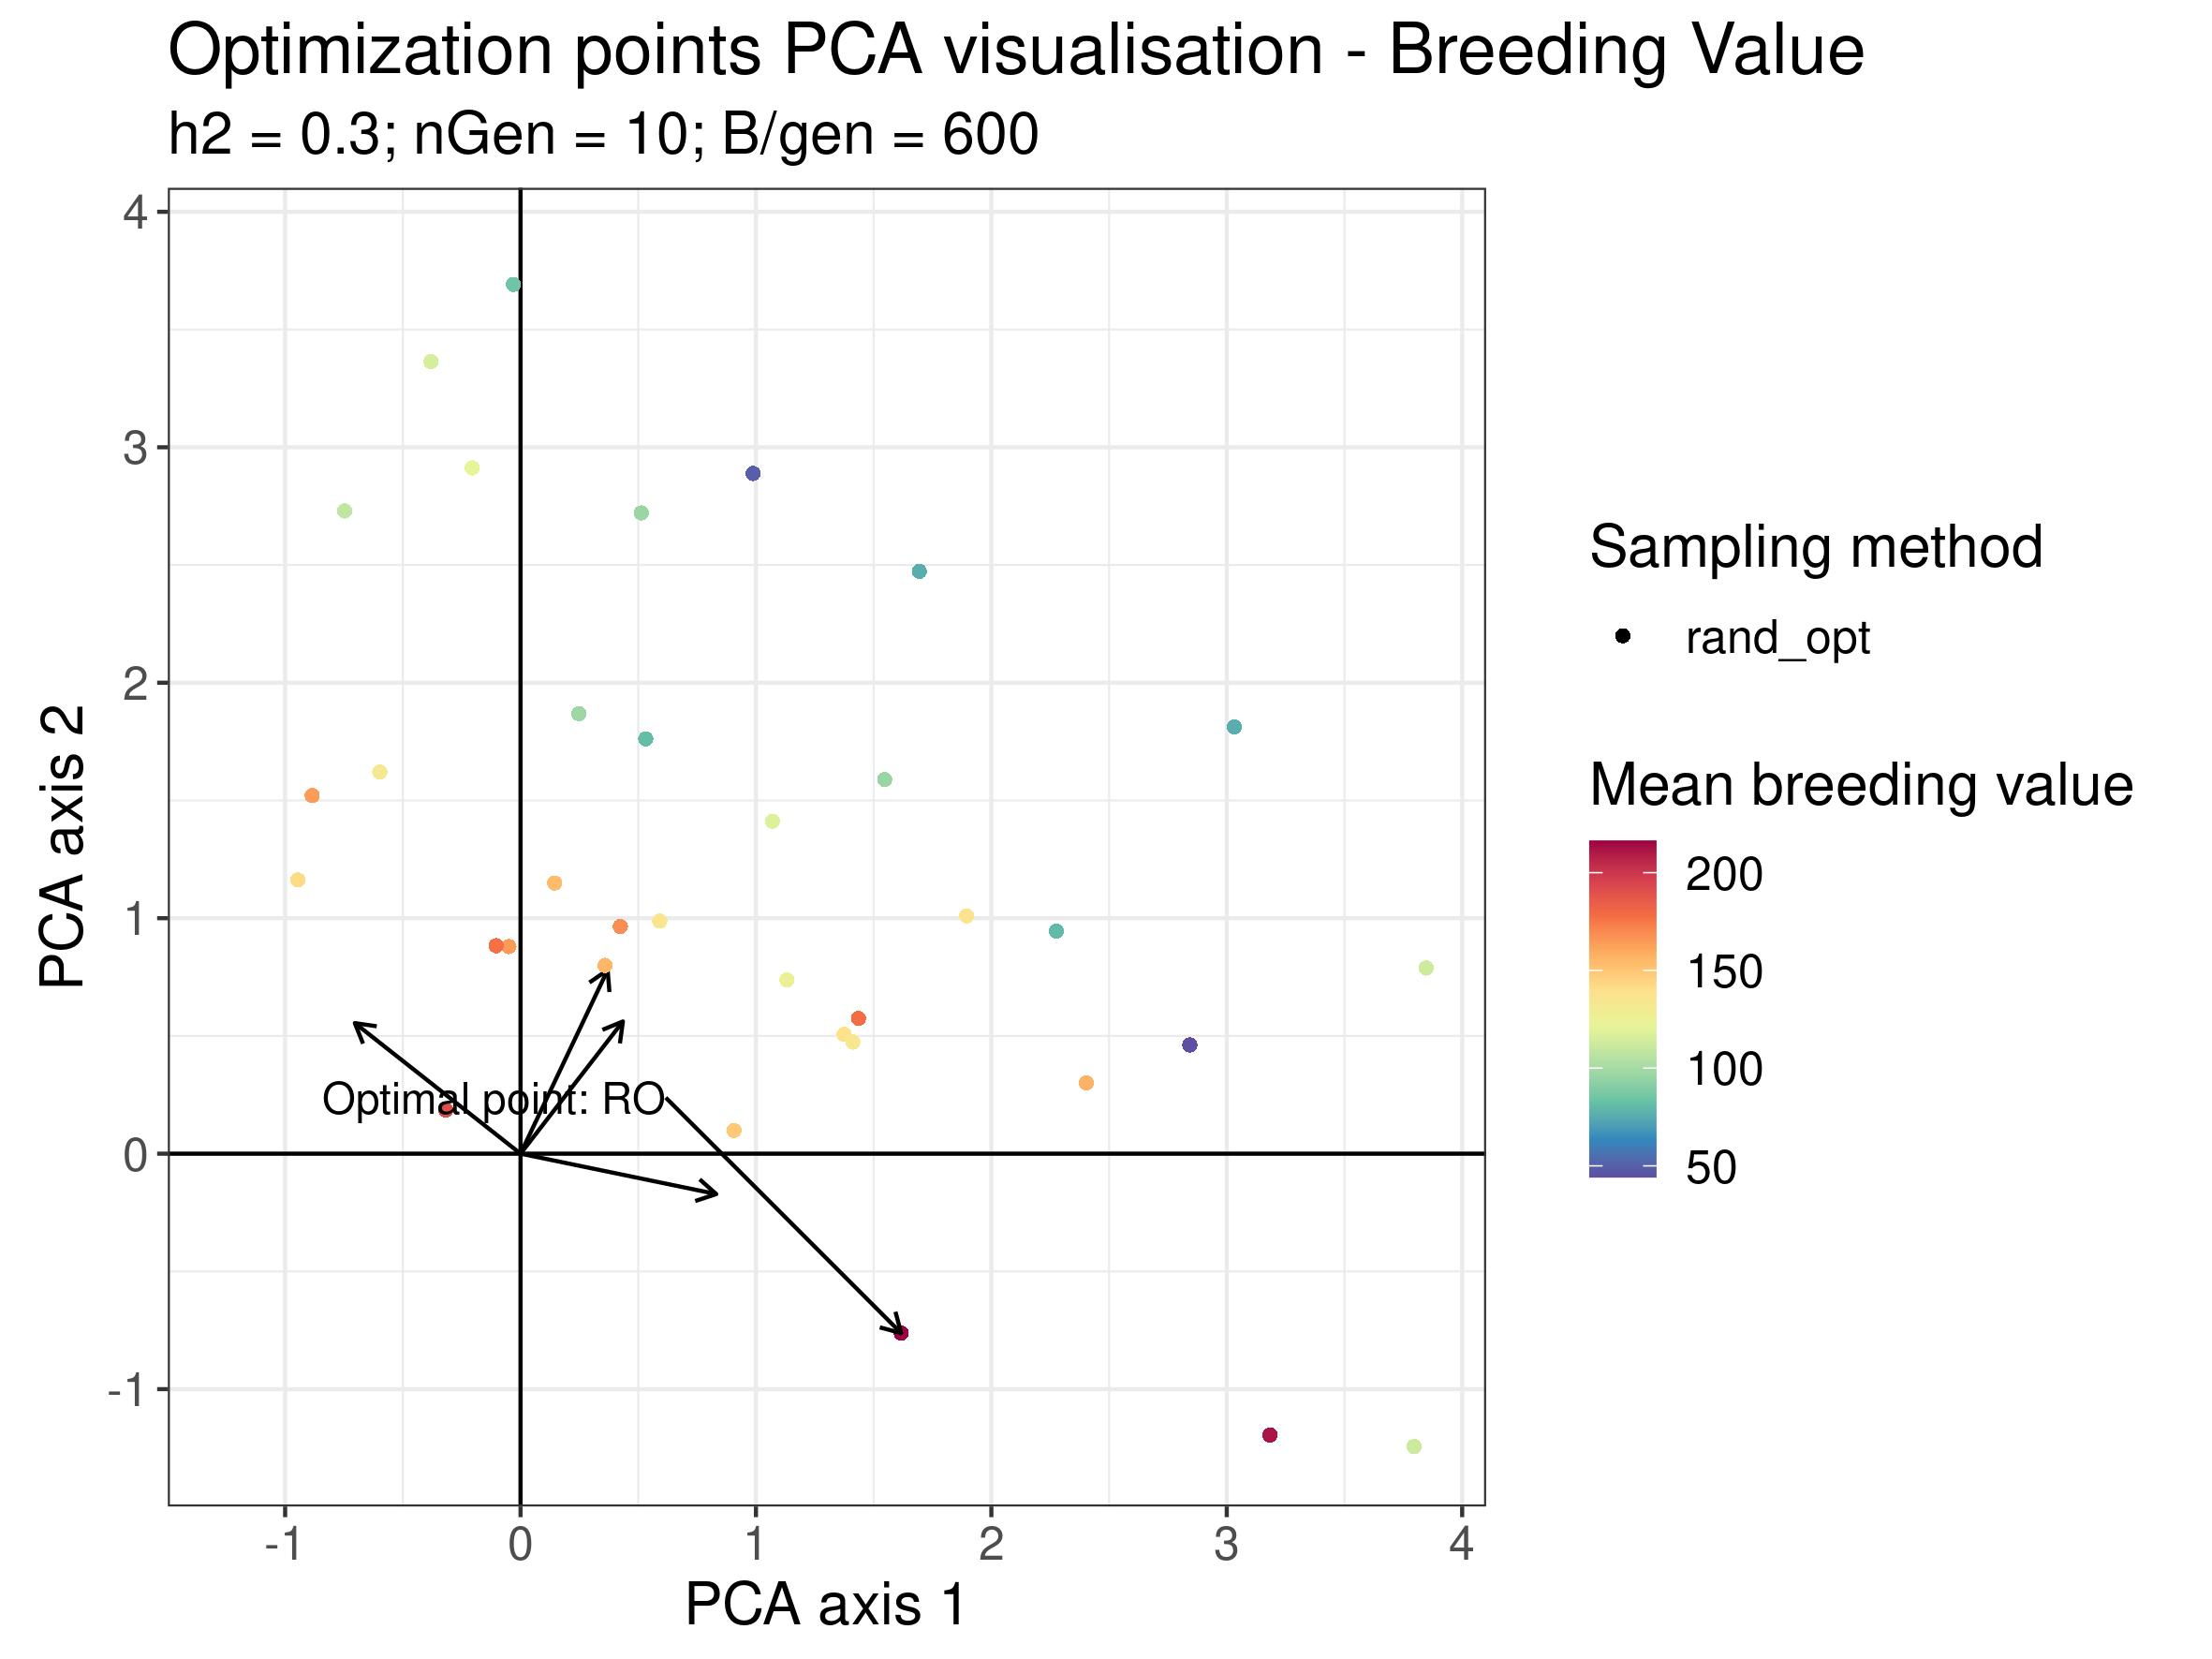 Optimization points PCA visualisation - Breeding Value
h2 = 0.3; nGen = 10; B/gen = 600
4
3
2
1
0
-1
PCA axis 2
Optimal point: RO
-1 0 1 2 3 4
PCA axis 1
Sampling method
rand_opt
Mean breeding value
200
150
100
50